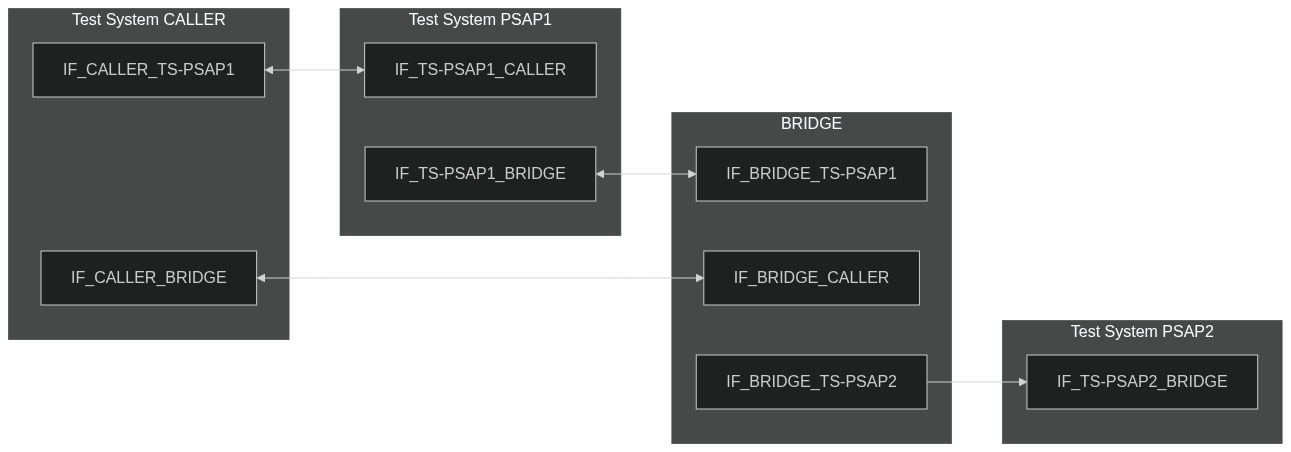 Test System CALLER
IF_CALLER_TS-PSAP1
IF_CALLER_BRIDGE
Test System PSAP1
IF_TS-PSAP1_CALLER
IF_TS-PSAP1_BRIDGE
BRIDGE
IF_BRIDGE_TS-PSAP1
IF_BRIDGE_CALLER
IF_BRIDGE_TS-PSAP2
Test System PSAP2
IF_TS-PSAP2_BRIDGE